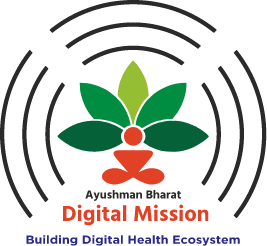 Ayushman Bharat
Digital Mission
Building Digital Health Ecosystem